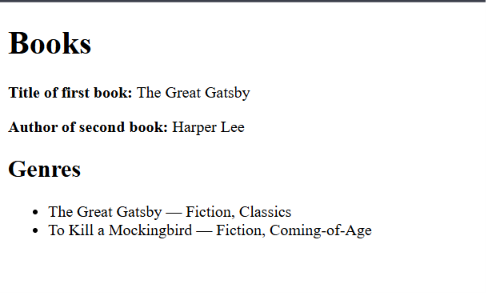 Books
Title of first book: The Great Gatsby
Author of second book: Harper Lee
Genres
• The Great Gatsby — Fiction, Classics
• To Kill a Mockingbird — Fiction, Coming-of-Age